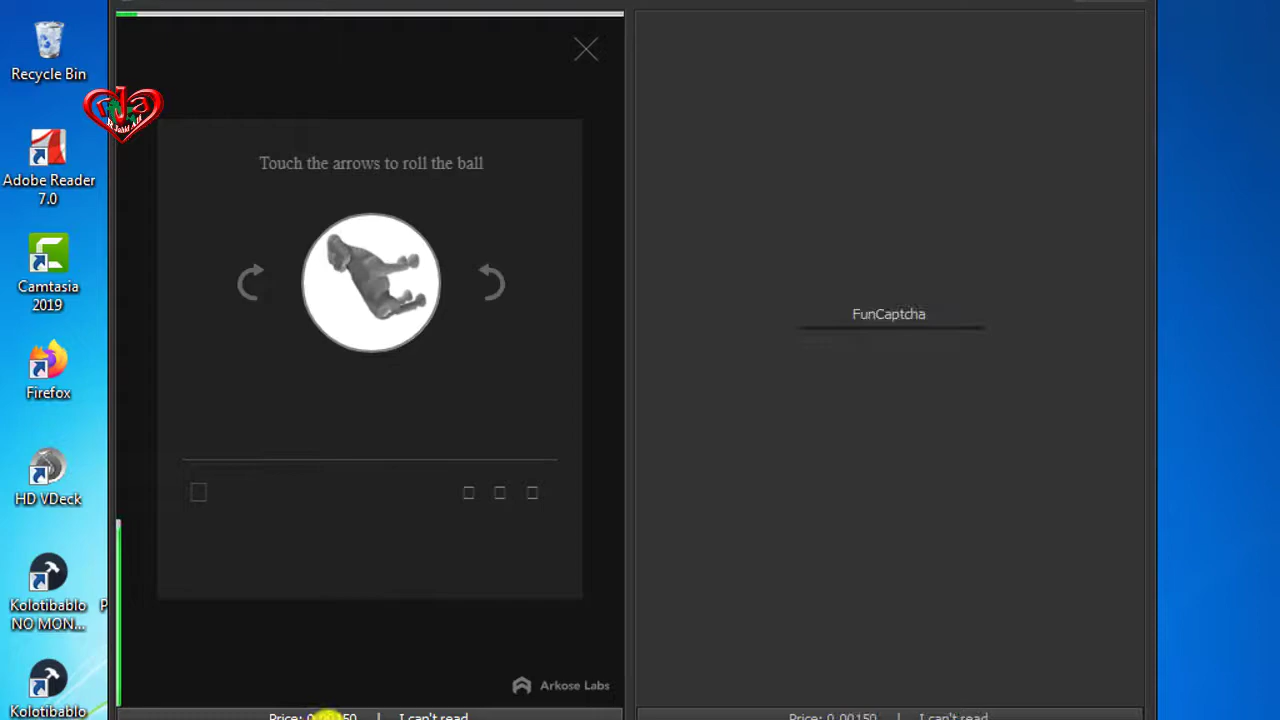 Recycle Bin
Adobe Reader
7.0
Camtasia
2019
Firefox
HD VDeck
Kolotibablo
NO MON...
Kolotibablo
P
Touch the arrows to roll the ball
Arkose Labs
Price: | I can't read
FunCaptcha
Price: 0.00150 | I can't read